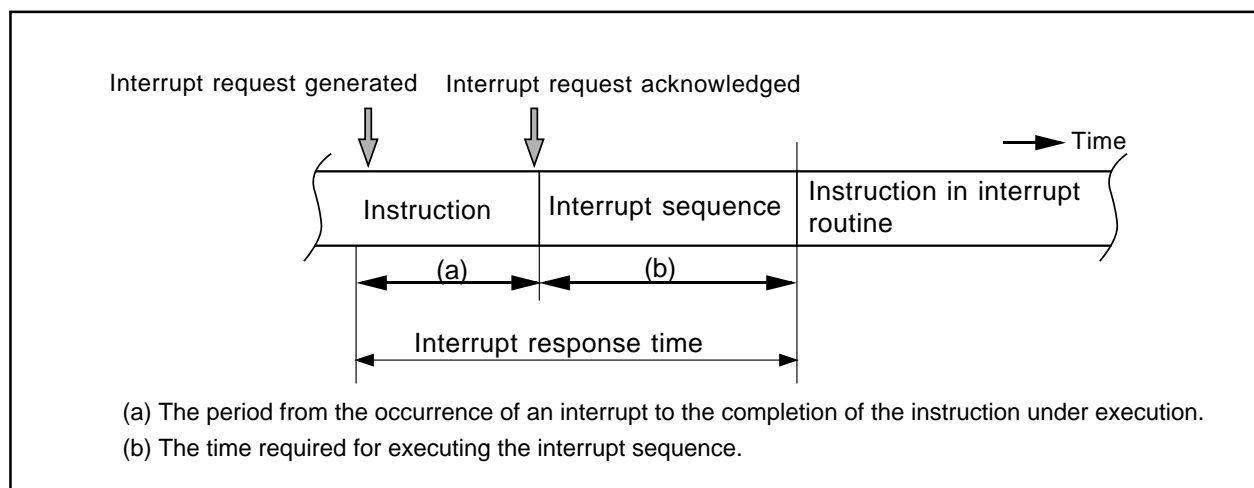 Interrupt request generated
Interrupt request acknowledged
Time
Instruction
Interrupt sequence
Instruction in interrupt
routine
(a)
(b)
Interrupt response time
(a) The period from the occurrence of an interrupt to the completion of the instruction under execution.
(b) The time required for executing the interrupt sequence.